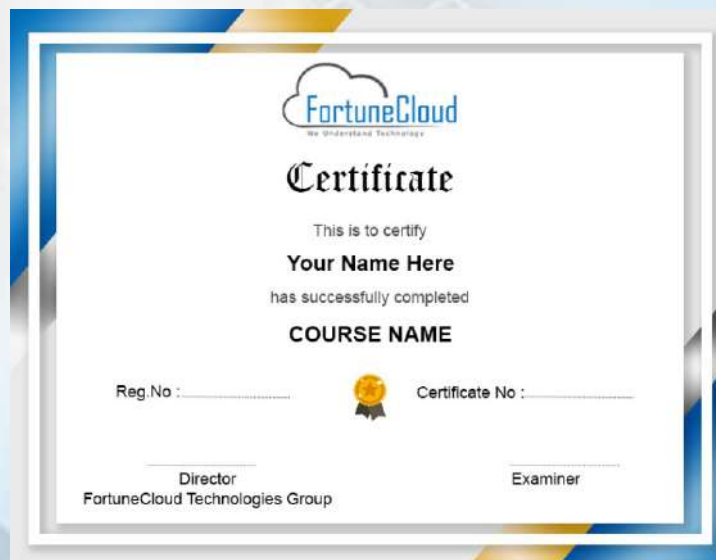 FortuneCloud
We Understand Technology
Certificate
This is to certify
Your Name Here
has successfully completed
COURSE NAME
Reg.No :........................... Certificate No :...........................
Director Examiner
FortuneCloud Technologies Group